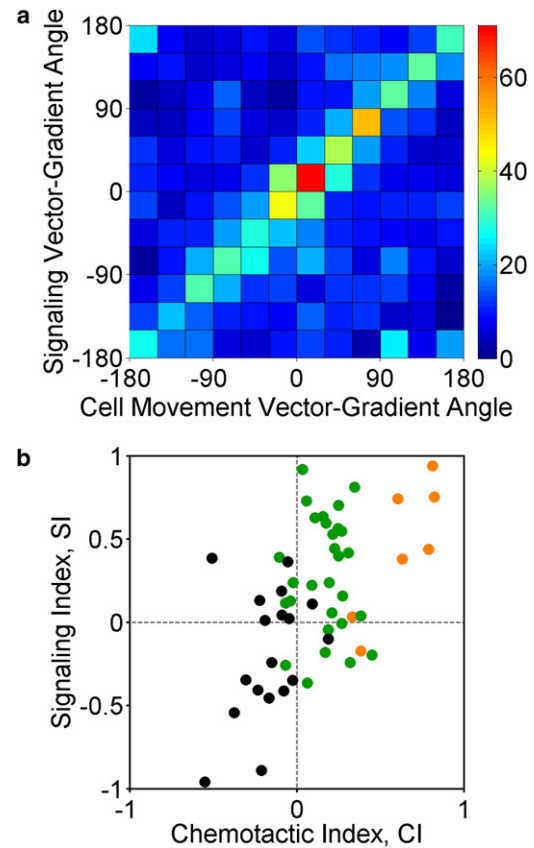 a
Signaling Vector-Gradient Angle
180
90
0
-90
-180
-180 -90 0 90 180
Cell Movement Vector-Gradient Angle
60
40
20
0
b
Signaling Index, SI
1
0.5
0
-0.5
-1
-1 0 1
Chemotactic Index, CI